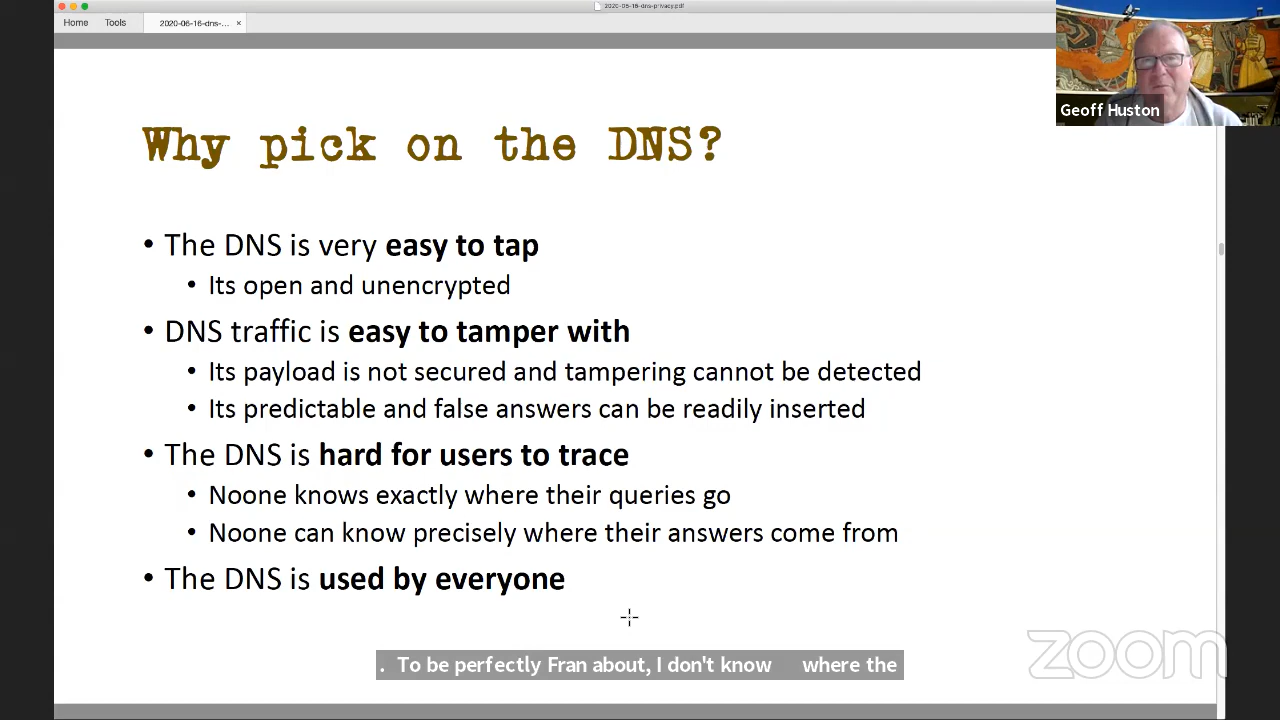 2020-06-16-dns-privacy.pdf
Home Tools 2020-06-16-dns-... ×
Geoff Huston
Why pick on the DNS?
• The DNS is very easy to tap
• Its open and unencrypted
• DNS traffic is easy to tamper with
• Its payload is not secured and tampering cannot be detected
• Its predictable and false answers can be readily inserted
• The DNS is hard for users to trace
• Noone knows exactly where their queries go
• Noone can know precisely where their answers come from
• The DNS is used by everyone
zoom
. To be perfectly Fran about, I don't know where the